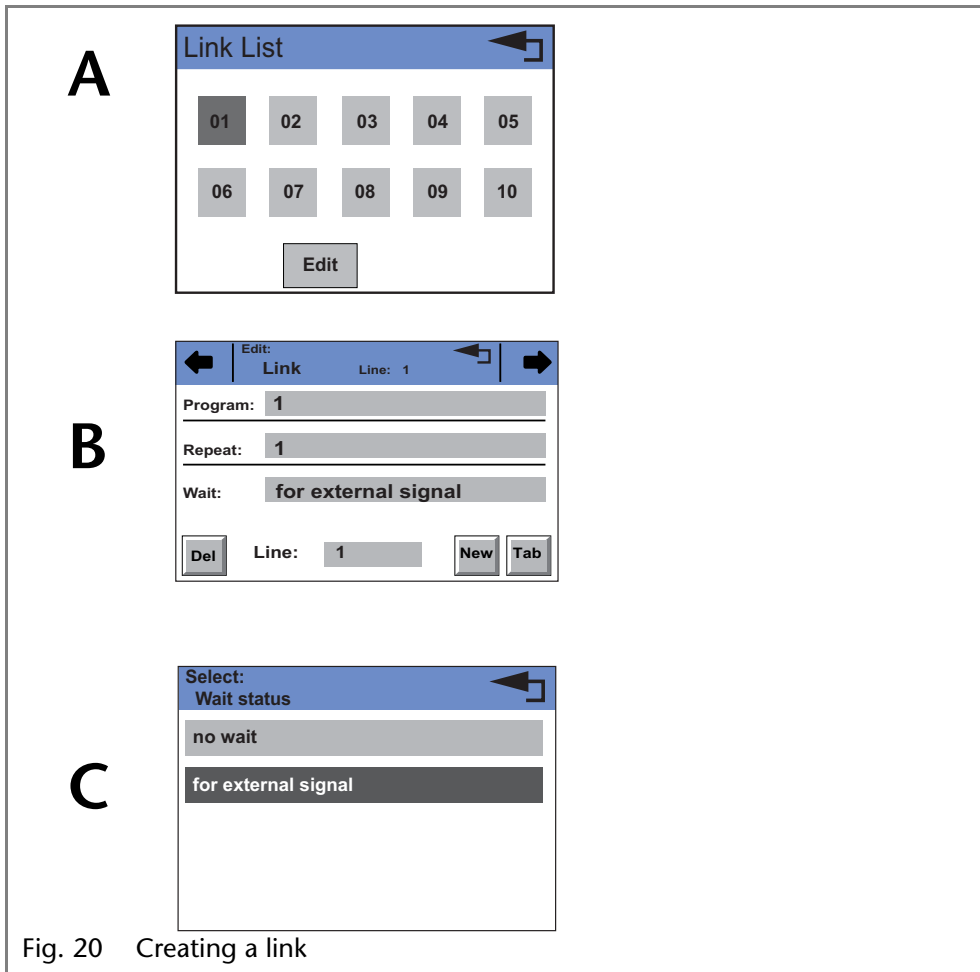 A
Link List
01 02 03 04 05
06 07 08 09 10
Edit
B
Edit:
Link Line: 1
Program: 1
Repeat: 1
Wait: for external signal
Del Line: 1 New Tab
C
Select:
Wait status
no wait
for external signal
Fig. 20 Creating a link